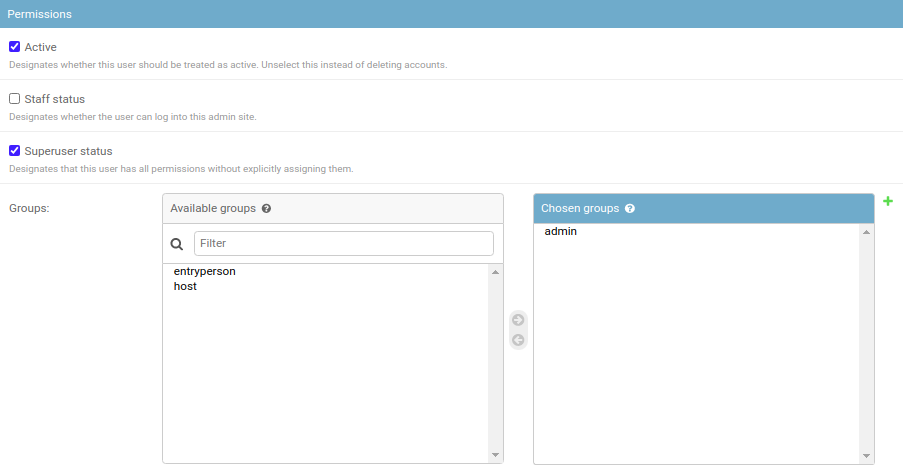 Permissions
Active
Designates whether this user should be treated as active. Unselect this instead of deleting accounts.
Staff status
Designates whether the user can log into this admin site.
Superuser status
Designates that this user has all permissions without explicitly assigning them.
Groups:
Available groups ?
Filter
entryperson
host
Chosen groups ?
admin